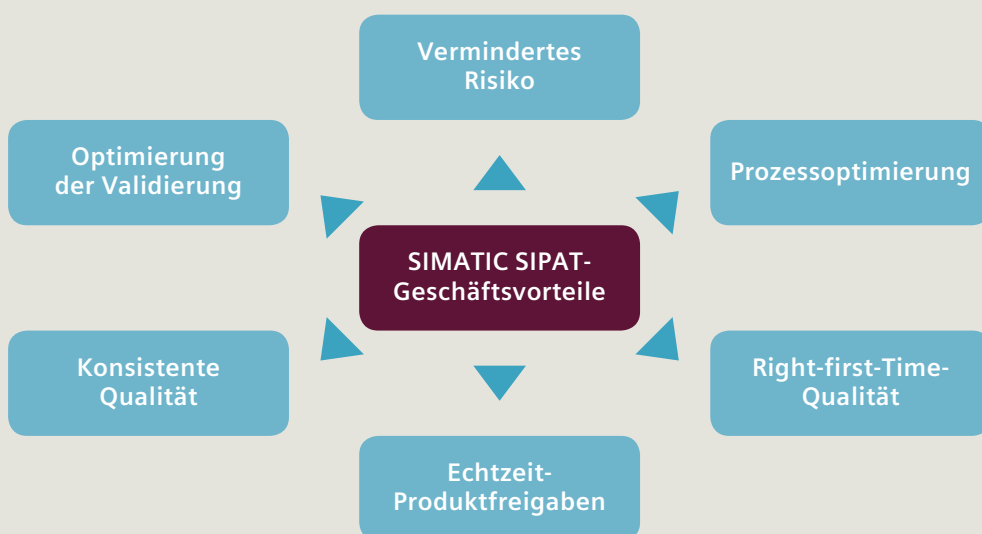 Vermindertes
Risiko
Optimierung
der Validierung
Prozessoptimierung
SIMATIC SIPAT-
Geschäftsvorteile
Konsistente
Qualität
Right-first-Time-
Qualität
Echtzeit-
Produktfreigaben